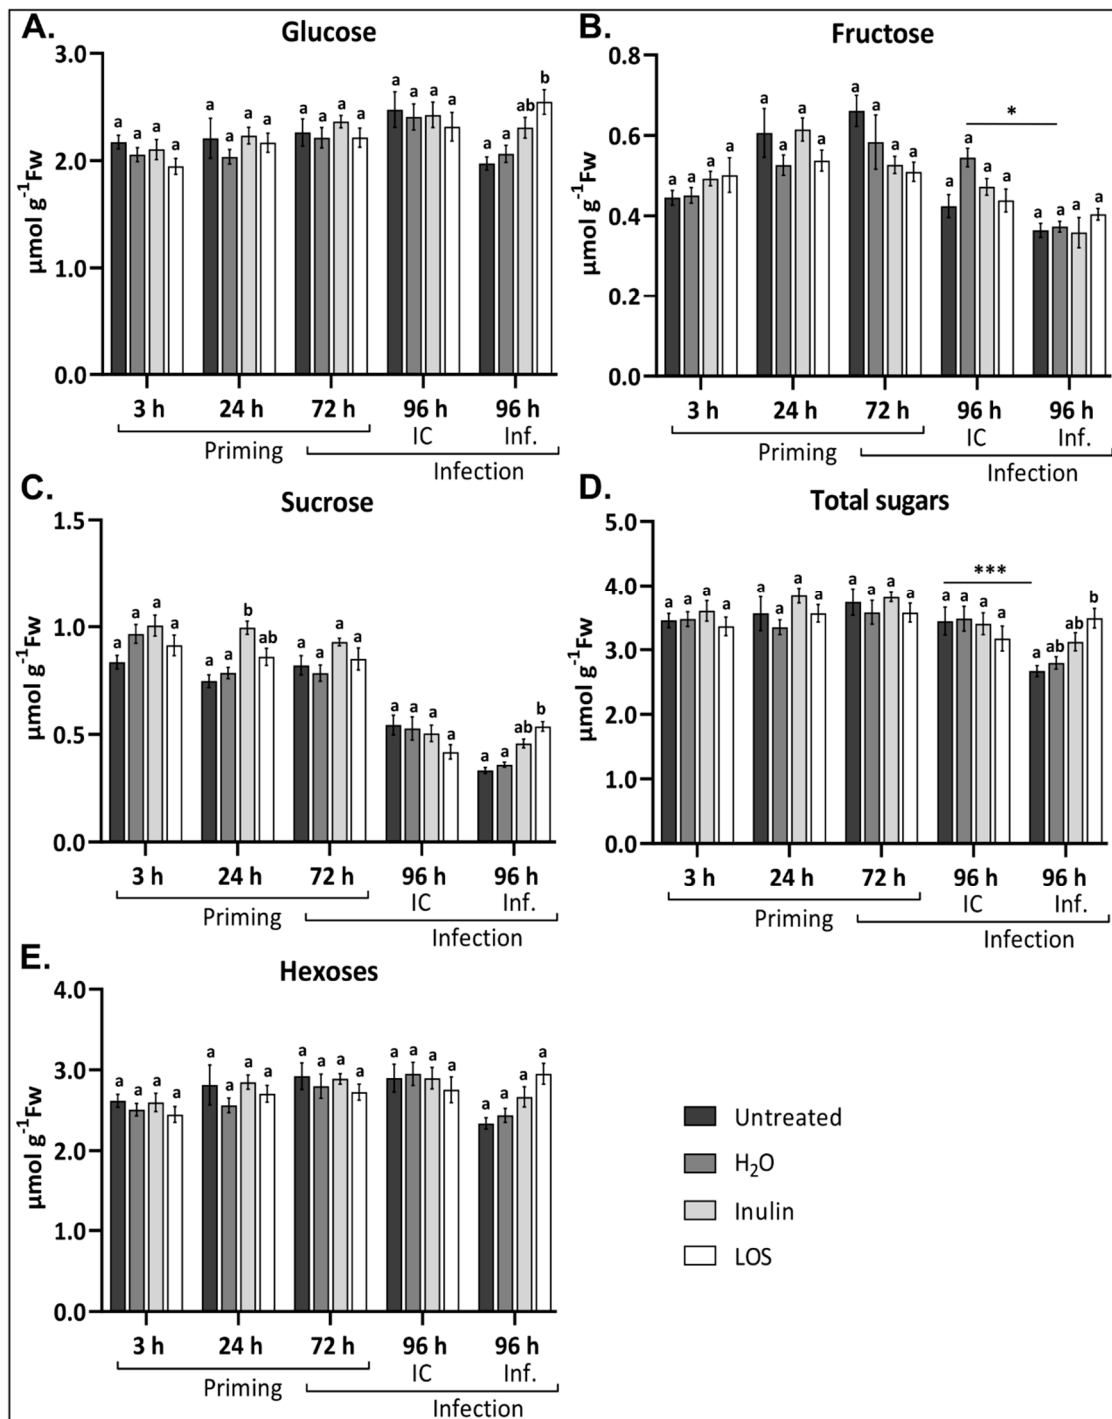 A.
Glucose
μmol g⁻¹Fw
3.0
2.0
1.0
0.0
a a a a
a a a a
a a a a
a a a a
a a ab b
3 h 24 h 72 h 96 h 96 h
IC Inf.
Priming
Infection
B.
Fructose
μmol g⁻¹Fw
0.8
0.6
0.4
0.2
0.0
a a a a
a a a a
a a a a
a a a a
*
a a a a
3 h 24 h 72 h 96 h 96 h
IC Inf.
Priming
Infection
C.
Sucrose
μmol g⁻¹Fw
1.5
1.0
0.5
0.0
a a a a
a a b ab
a a a a
a a a a
a a ab b
3 h 24 h 72 h 96 h 96 h
IC Inf.
Priming
Infection
D.
Total sugars
μmol g⁻¹Fw
5.0
4.0
3.0
2.0
1.0
0.0
a a a a
a a a a
a a a a
a a a a
***
a ab ab b
3 h 24 h 72 h 96 h 96 h
IC Inf.
Priming
Infection
E.
Hexoses
μmol g⁻¹Fw
4.0
3.0
2.0
1.0
0.0
a a a a
a a a a
a a a a
a a a a
a a a a
3 h 24 h 72 h 96 h 96 h
IC Inf.
Priming
Infection
Untreated
H₂O
Inulin
LOS